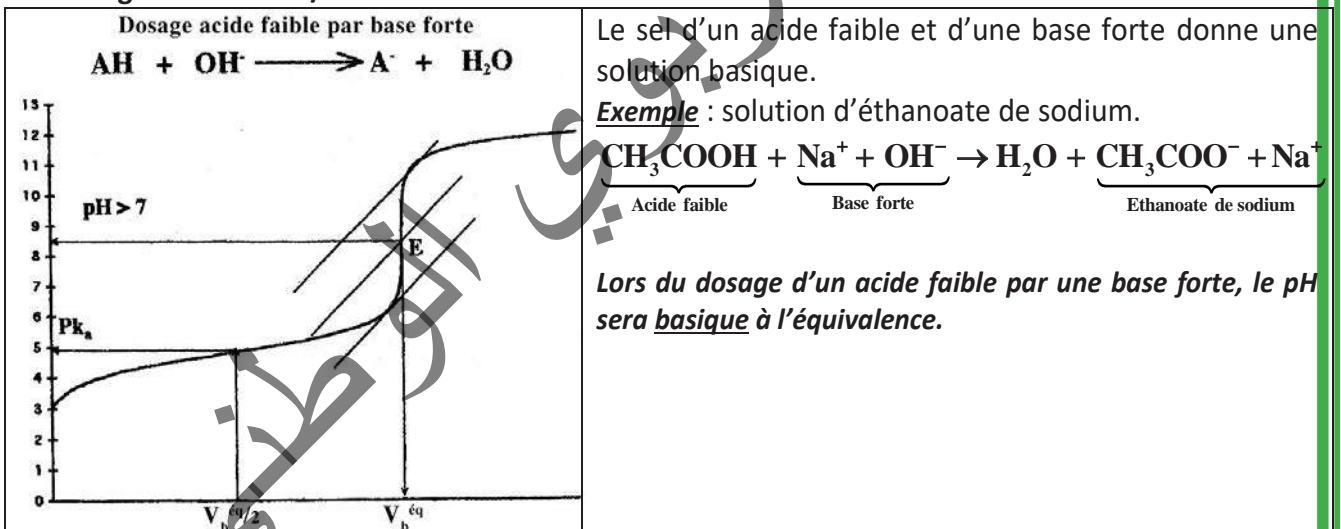 Dosage acide faible par base forte
AH + OH⁻ ⟶ A⁻ + H₂O
13
12
11
10
9
8
7
6
5
4
3
2
1
0
pH > 7
E
Pkₐ
V_b éq/2
V_b éq
Le sel d'un acide faible et d'une base forte donne une
solution basique.
Exemple : solution d'éthanoate de sodium.
CH₃COOH + Na⁺ + OH⁻ → H₂O + CH₃COO⁻ + Na⁺
Acide faible Base forte Ethanoate de sodium
Lors du dosage d'un acide faible par une base forte, le pH
sera basique à l'équivalence.